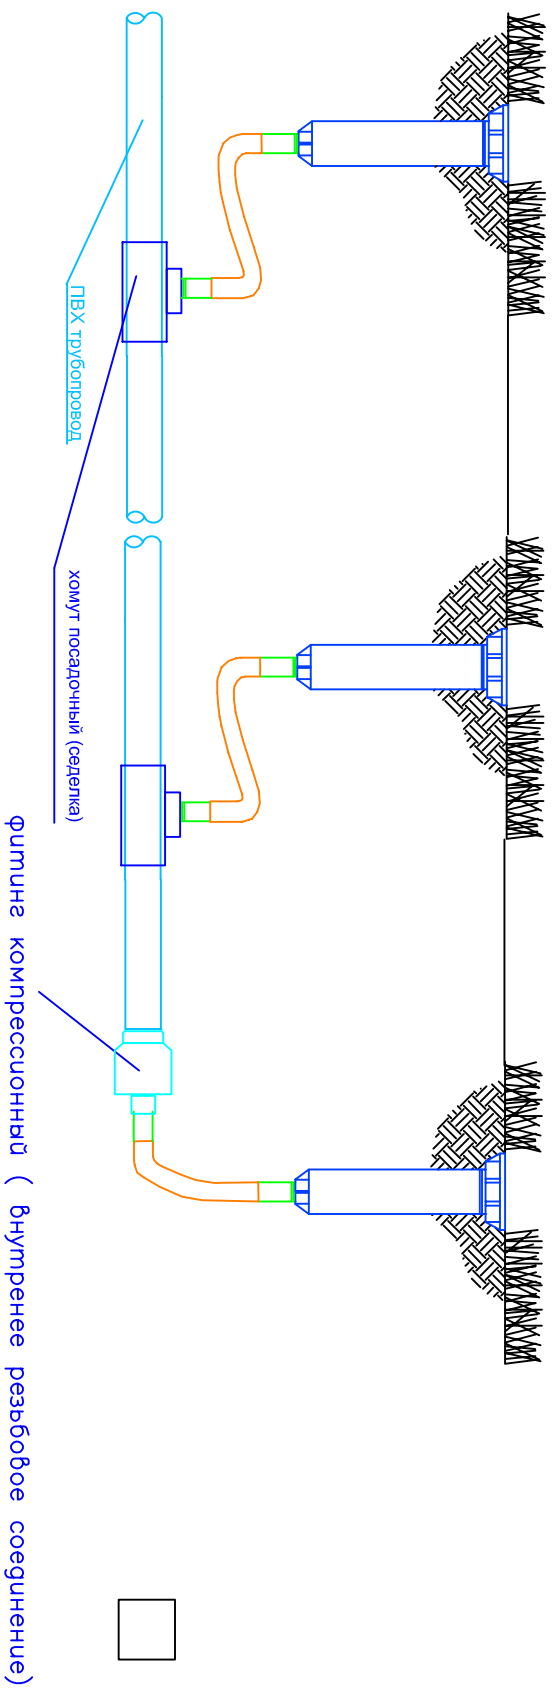 ПВХ трубопровод
хомут посадочный (седелка)
фитинг компрессионный ( внутренее резьбовое соединение)